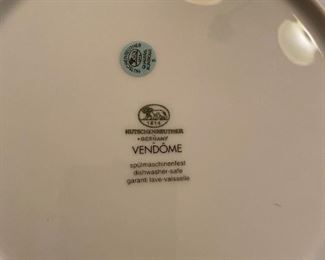 1814
HUTSCHENREUTHER
GERMANY
VENDÔME
spülmaschinenfest
dishwasher-safe
garanti lave-vaisselle